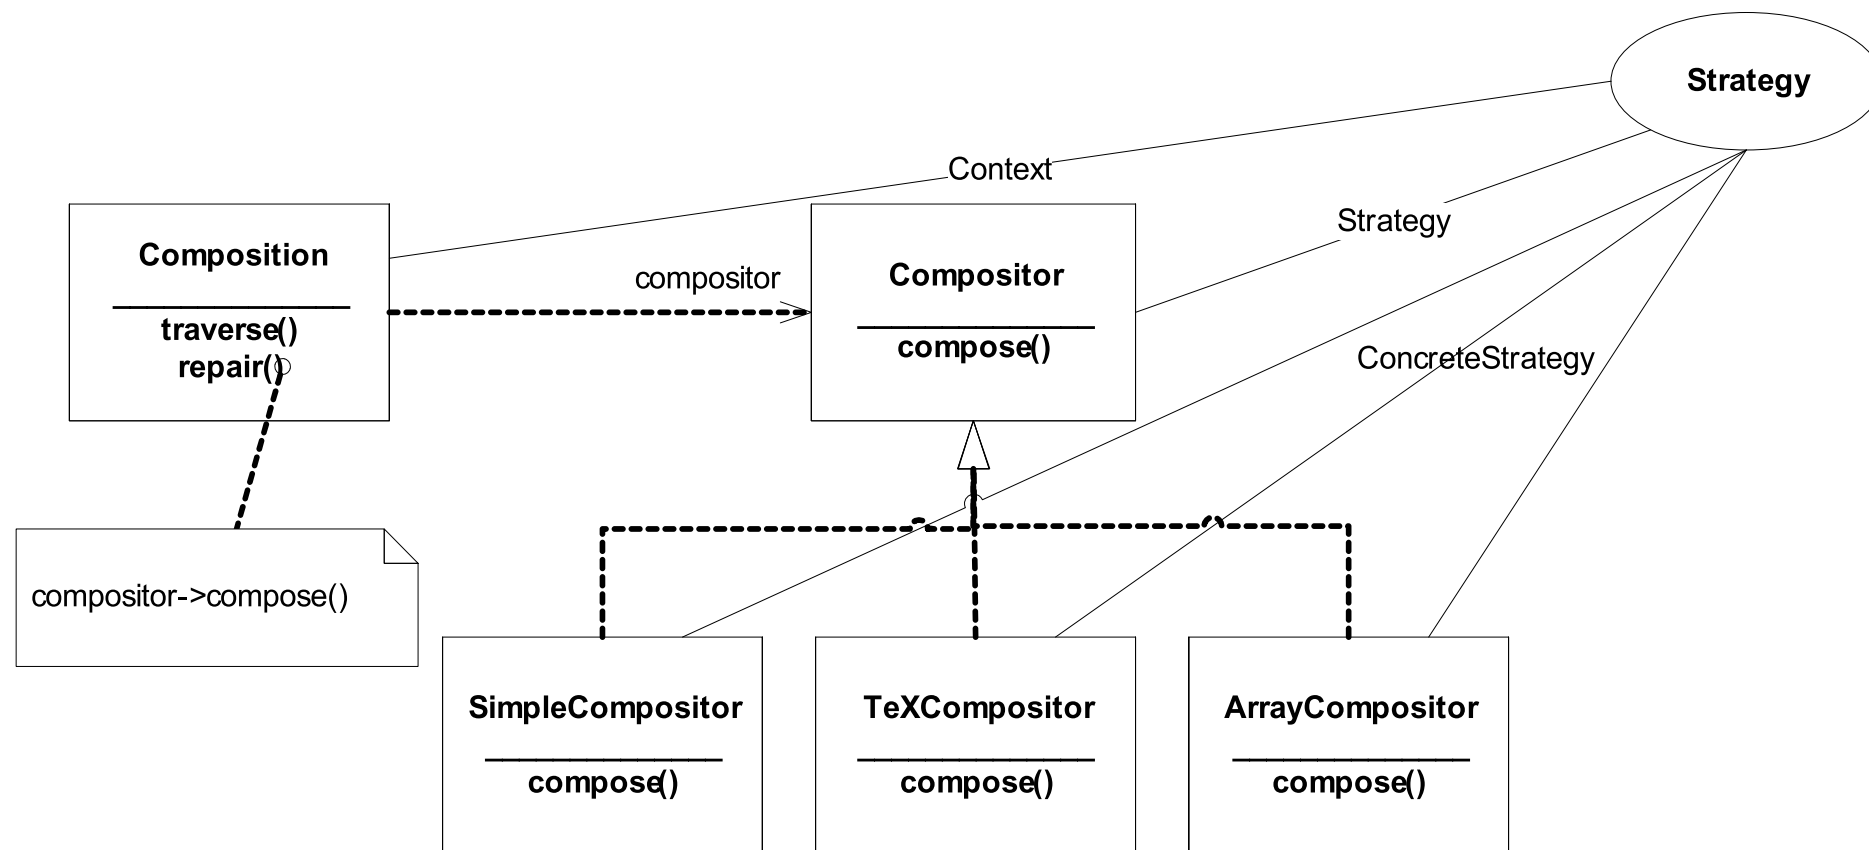 Strategy
Context
Strategy
Composition
traverse()
repair()
compositor
Compositor
compose()
ConcreteStrategy
compositor->compose()
SimpleCompositor
compose()
TeXCompositor
compose()
ArrayCompositor
compose()